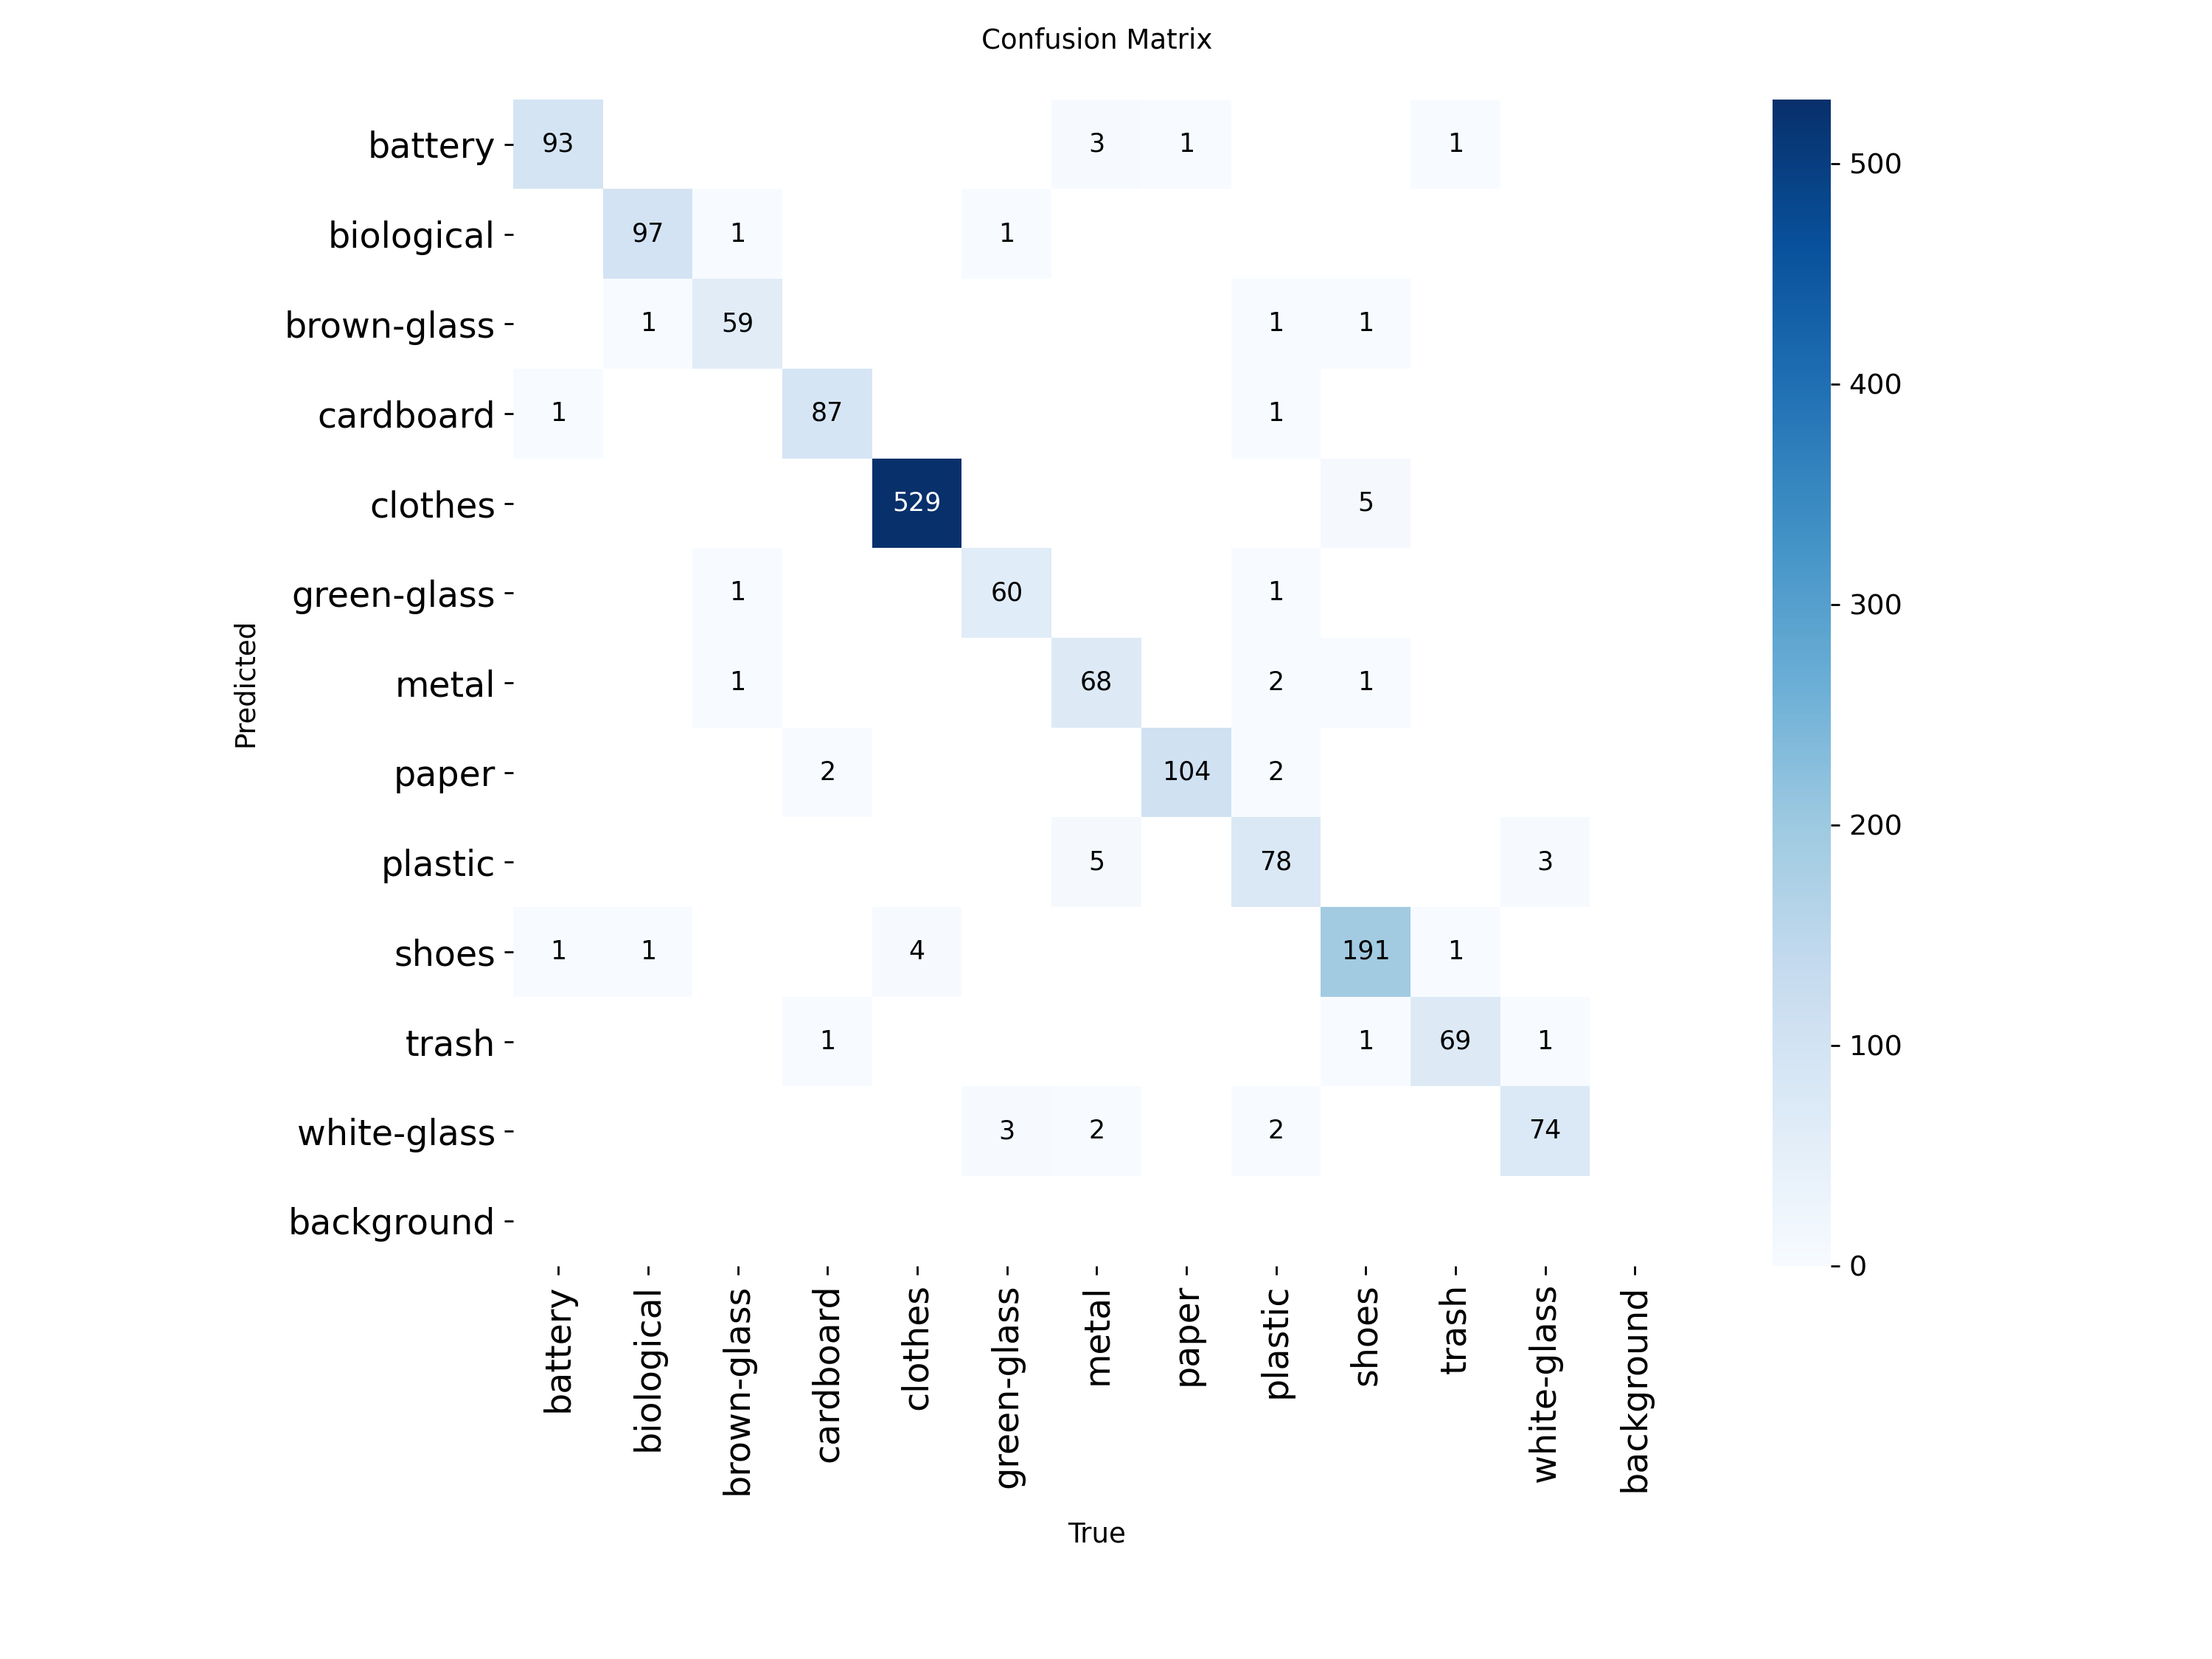 Confusion Matrix
battery 93 3 1 1
biological 97 1 1
brown-glass 1 59 1 1
cardboard 1 87 1
clothes 529 5
green-glass 1 60 1
metal 1 68 2 1
paper 2 104 2
plastic 5 78 3
shoes 1 1 4 191 1
trash 1 1 69 1
white-glass 3 2 2 74
background
Predicted
battery
biological
brown-glass
cardboard
clothes
green-glass
metal
paper
plastic
shoes
trash
white-glass
background
True
500
400
300
200
100
0